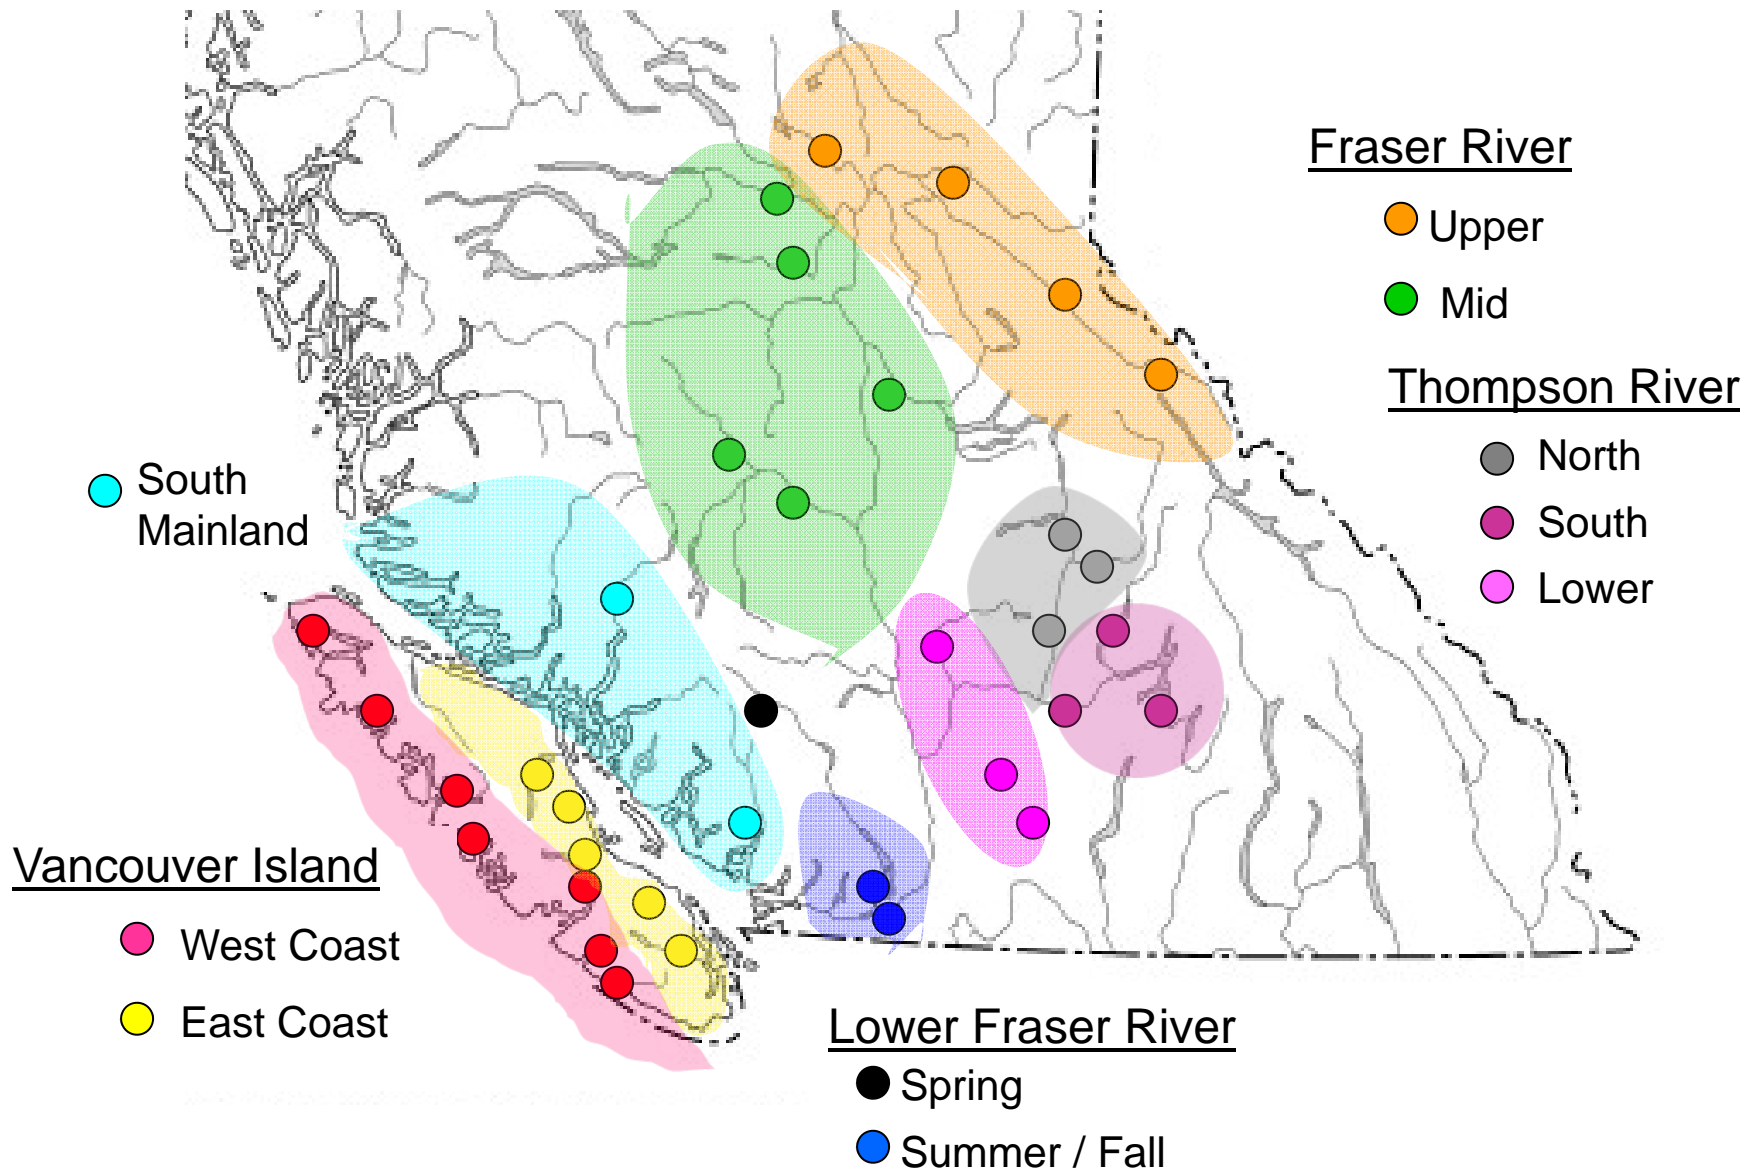 Fraser River
Upper
Mid
Thompson River
North
South
Lower
South
Mainland
Vancouver Island
West Coast
East Coast
Lower Fraser River
Spring
Summer / Fall